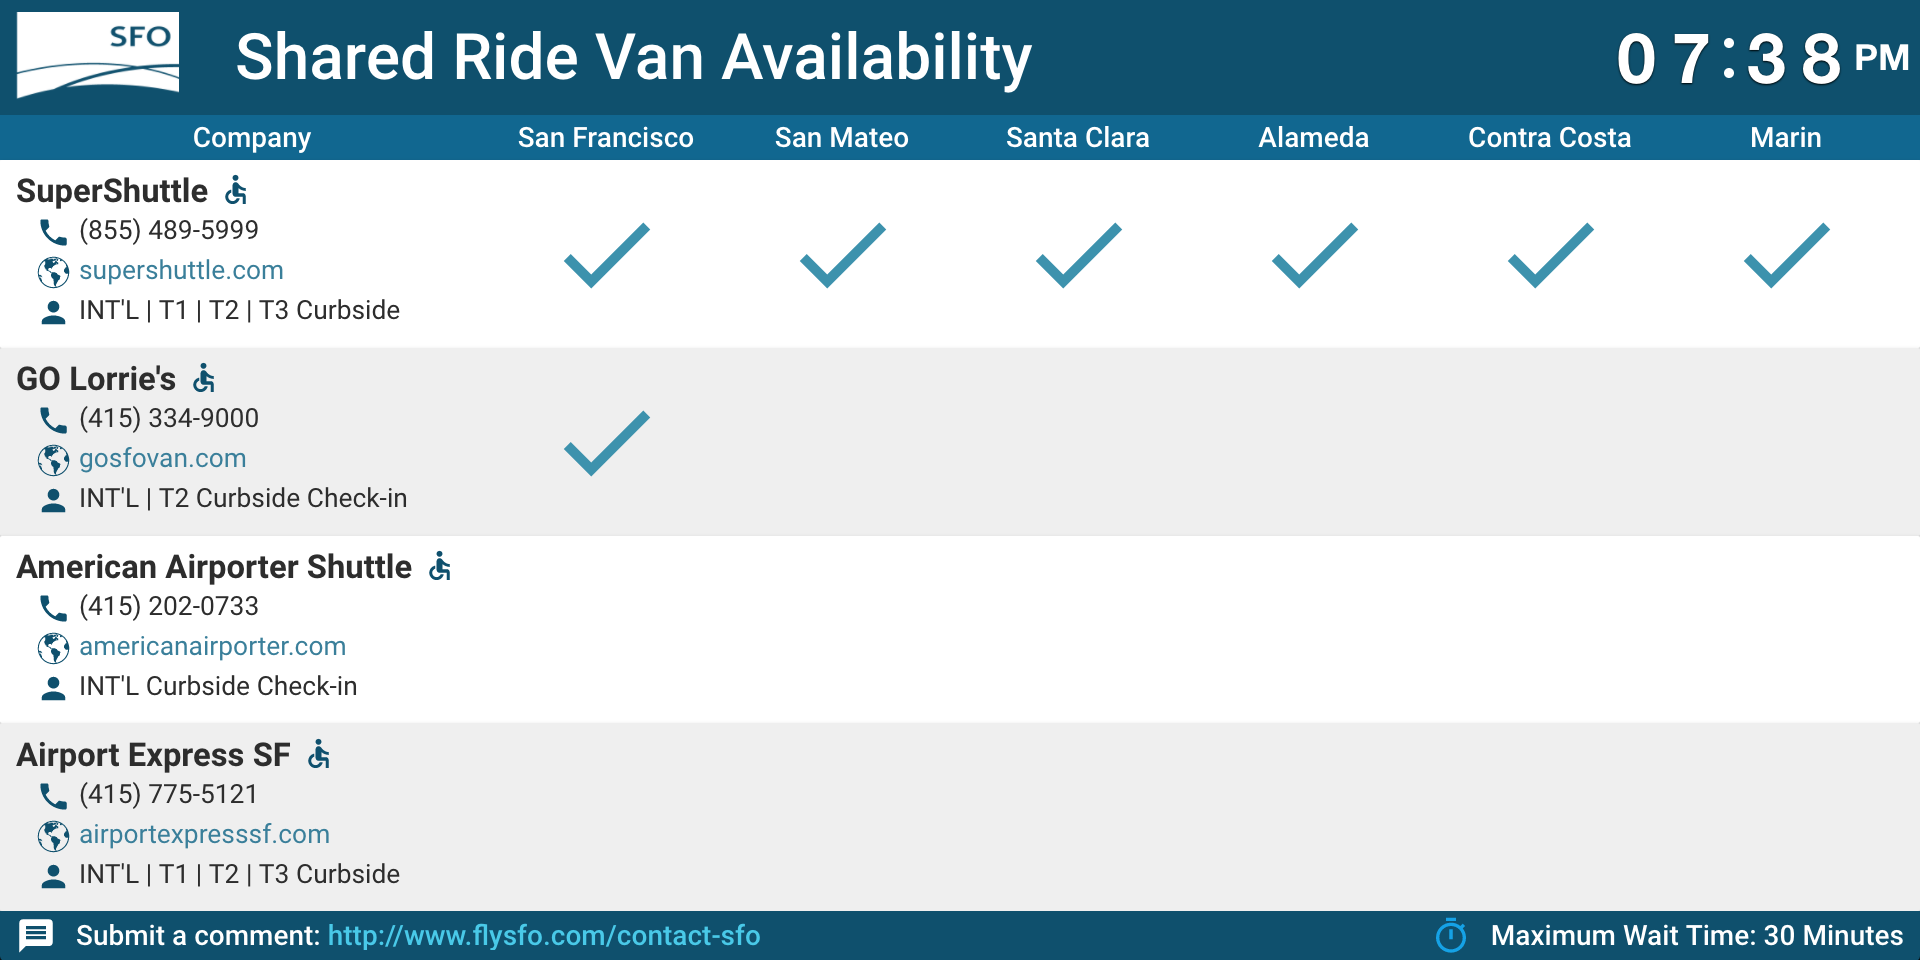 SFO
Shared Ride Van Availability
07:38 PM
Company San Francisco San Mateo Santa Clara Alameda Contra Costa Marin
SuperShuttle
(855) 489-5999
supershuttle.com
INT'L | T1 | T2 | T3 Curbside
GO Lorrie's
(415) 334-9000
gosfovan.com
INT'L | T2 Curbside Check-in
American Airporter Shuttle
(415) 202-0733
americanairporter.com
INT'L Curbside Check-in
Airport Express SF
(415) 775-5121
airportexpresssf.com
INT'L | T1 | T2 | T3 Curbside
Submit a comment: http://www.flysfo.com/contact-sfo
Maximum Wait Time: 30 Minutes